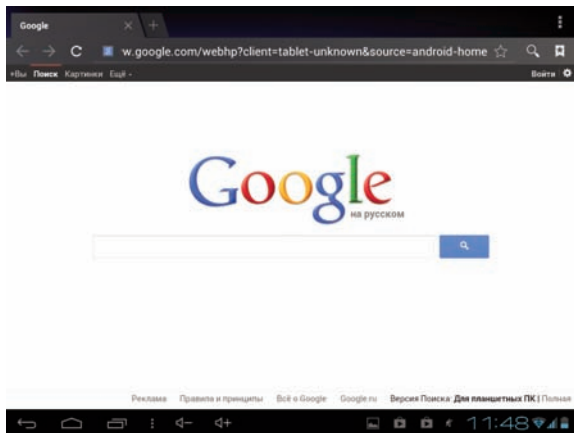 Google
w.google.com/webhp?client=tablet-unknown&source=android-home
+Вы Поиск Картинки Ещё Войти
Google
на русском
Реклама Правила и принципы Всё о Google Google.ru Версия Поиска: Для планшетных ПК | Полная
11:48